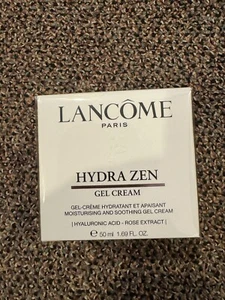 LANCÔME
PARIS
HYDRA ZEN
GEL CREAM
GEL-CRÈME HYDRATANT ET APAISANT
MOISTURISING AND SOOTHING GEL CREAM
[ HYALURONIC ACID - ROSE EXTRACT ]
℮ 50 ml 1.69 FL. OZ.